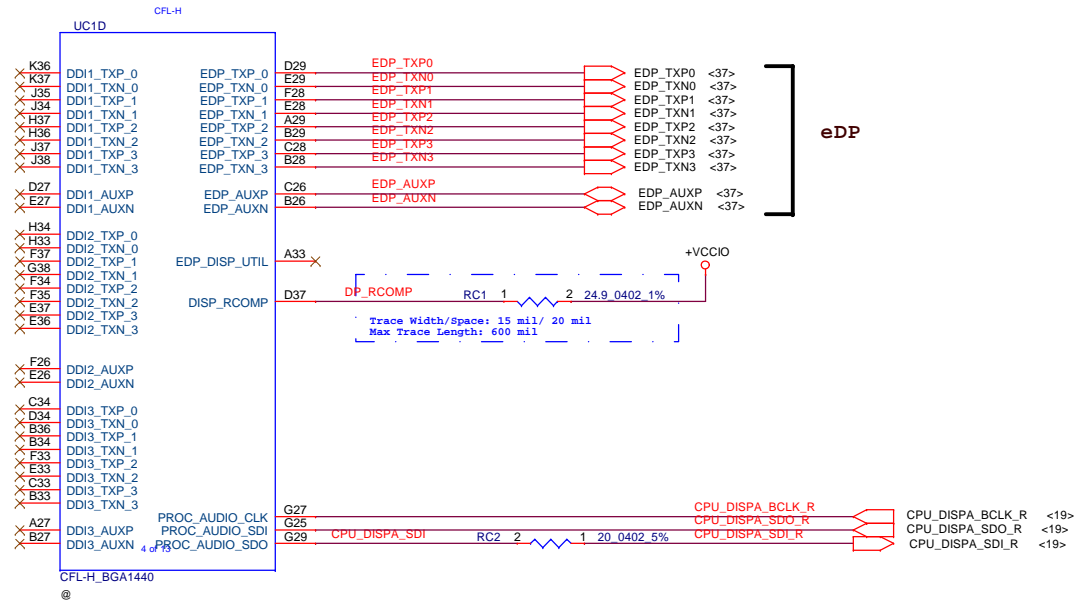 CFL-H
UC1D
K36 DDI1_TXP_0 EDP_TXP_0 D29 EDP_TXP0 EDP_TXP0 <37>
K37 DDI1_TXN_0 EDP_TXN_0 E29 EDP_TXN0 EDP_TXN0 <37>
J35 DDI1_TXP_1 EDP_TXP_1 F28 EDP_TXP1 EDP_TXP1 <37>
J34 DDI1_TXN_1 EDP_TXN_1 E28 EDP_TXN1 EDP_TXN1 <37>
H37 DDI1_TXP_2 EDP_TXP_2 A29 EDP_TXP2 EDP_TXP2 <37>
H36 DDI1_TXN_2 EDP_TXN_2 B29 EDP_TXN2 EDP_TXN2 <37>
J37 DDI1_TXP_3 EDP_TXP_3 C28 EDP_TXP3 EDP_TXP3 <37>
J38 DDI1_TXN_3 EDP_TXN_3 B28 EDP_TXN3 EDP_TXN3 <37>
eDP
D27 DDI1_AUXP EDP_AUXP C26 EDP_AUXP EDP_AUXP <37>
E27 DDI1_AUXN EDP_AUXN B26 EDP_AUXN EDP_AUXN <37>
H34 DDI2_TXP_0
H33 DDI2_TXN_0
F37 DDI2_TXP_1 EDP_DISP_UTIL A33 +VCCIO
G38 DDI2_TXN_1
F34 DDI2_TXP_2
F35 DDI2_TXN_2 DISP_RCOMP D37 DP_RCOMP RC1 1 2 24.9_0402_1%
E37 DDI2_TXP_3
E36 DDI2_TXN_3
Trace Width/Space: 15 mil/ 20 mil
Max Trace Length: 600 mil
F26 DDI2_AUXP
E26 DDI2_AUXN
C34 DDI3_TXP_0
D34 DDI3_TXN_0
B36 DDI3_TXP_1
B34 DDI3_TXN_1
F33 DDI3_TXP_2
E33 DDI3_TXN_2
C33 DDI3_TXP_3
B33 DDI3_TXN_3
PROC_AUDIO_CLK G27 CPU_DISPA_BCLK_R CPU_DISPA_BCLK_R <19>
A27 DDI3_AUXP PROC_AUDIO_SDI G25 CPU_DISPA_SDO_R CPU_DISPA_SDO_R <19>
B27 DDI3_AUXN PROC_AUDIO_SDO G29 CPU_DISPA_SDI RC2 2 1 20_0402_5% CPU_DISPA_SDI_R CPU_DISPA_SDI_R <19>
4 of 13
CFL-H_BGA1440
@